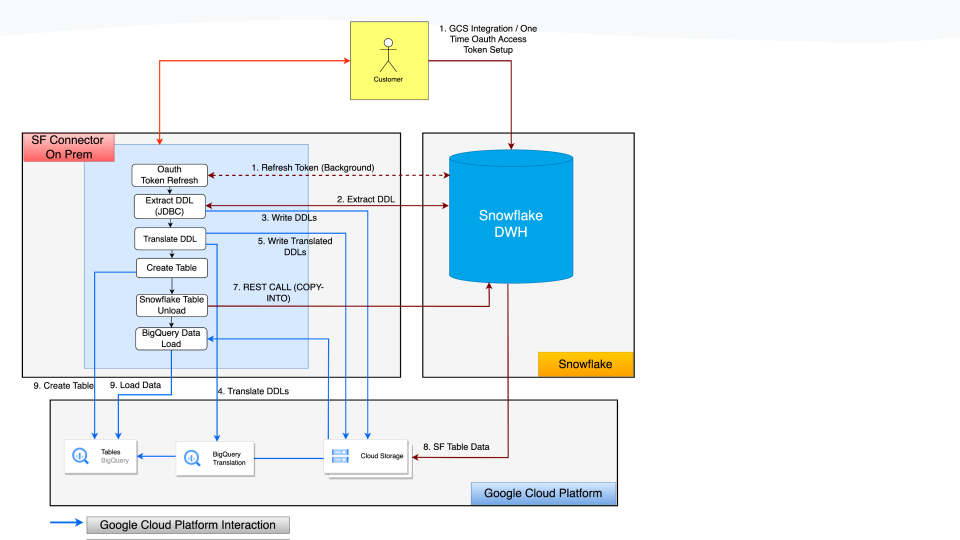 1. GCS Integration / One
Time Oauth Access
Token Setup
Customer
SF Connector
On Prem
Oauth
Token Refresh
1. Refresh Token (Background)
Extract DDL
(JDBC)
2. Extract DDL
3. Write DDLs
Snowflake
DWH
Translate DDL
5. Write Translated
DDLs
Create Table
7. REST CALL (COPY-
INTO)
Snowflake Table
Unload
BigQuery Data
Load
Snowflake
9. Create Table
9. Load Data
4. Translate DDLs
8. SF Table Data
Tables
BigQuery
BigQuery
Translation
Cloud Storage
Google Cloud Platform
Google Cloud Platform Interaction